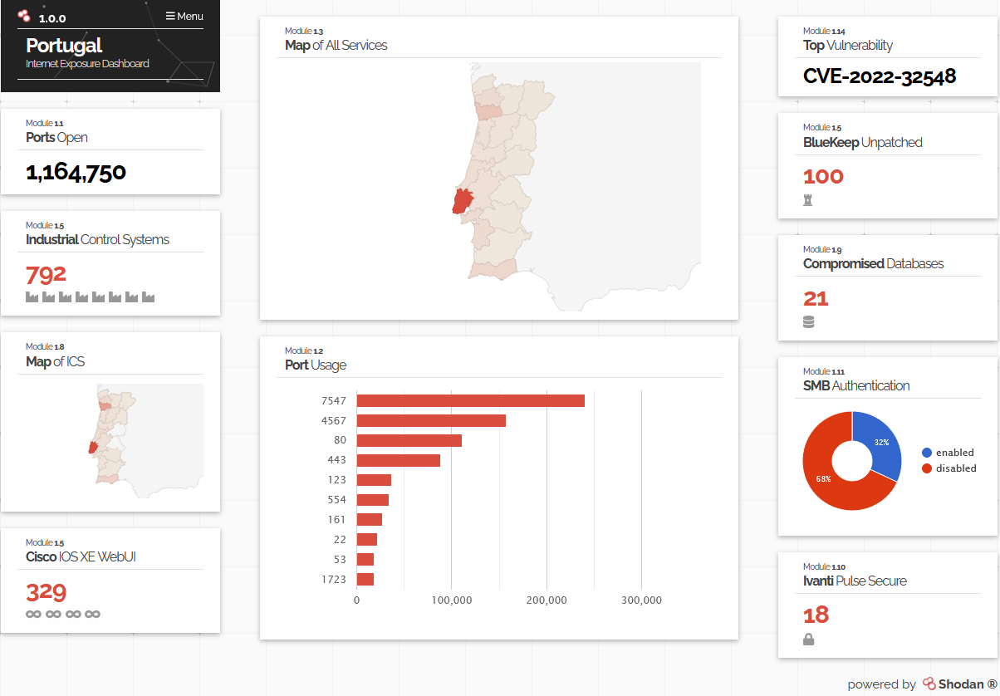 1.0.0
Menu
Portugal
Internet Exposure Dashboard
Module 1.1
Ports Open
1,164,750
Module 1.5
Industrial Control Systems
792
Module 1.8
Map of ICS
Module 1.5
Cisco IOS XE WebUI
329
Module 1.3
Map of All Services
Module 1.2
Port Usage
7547
4567
80
443
123
554
161
22
53
1723
0 100,000 200,000 300,000
Module 1.14
Top Vulnerability
CVE-2022-32548
Module 1.5
BlueKeep Unpatched
100
Module 1.9
Compromised Databases
21
Module 1.11
SMB Authentication
32%
68%
enabled
disabled
Module 1.10
Ivanti Pulse Secure
18
powered by Shodan ®